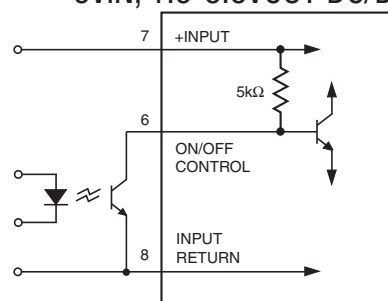 7 +INPUT
5kΩ
6
ON/OFF
CONTROL
INPUT
8 RETURN